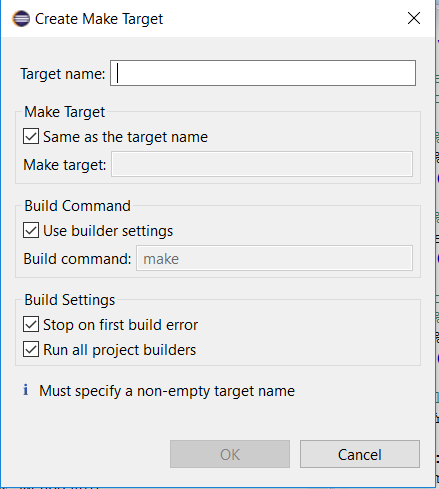 Create Make Target
Target name:
Make Target
Same as the target name
Make target:
Build Command
Use builder settings
Build command: make
Build Settings
Stop on first build error
Run all project builders
Must specify a non-empty target name
OK Cancel